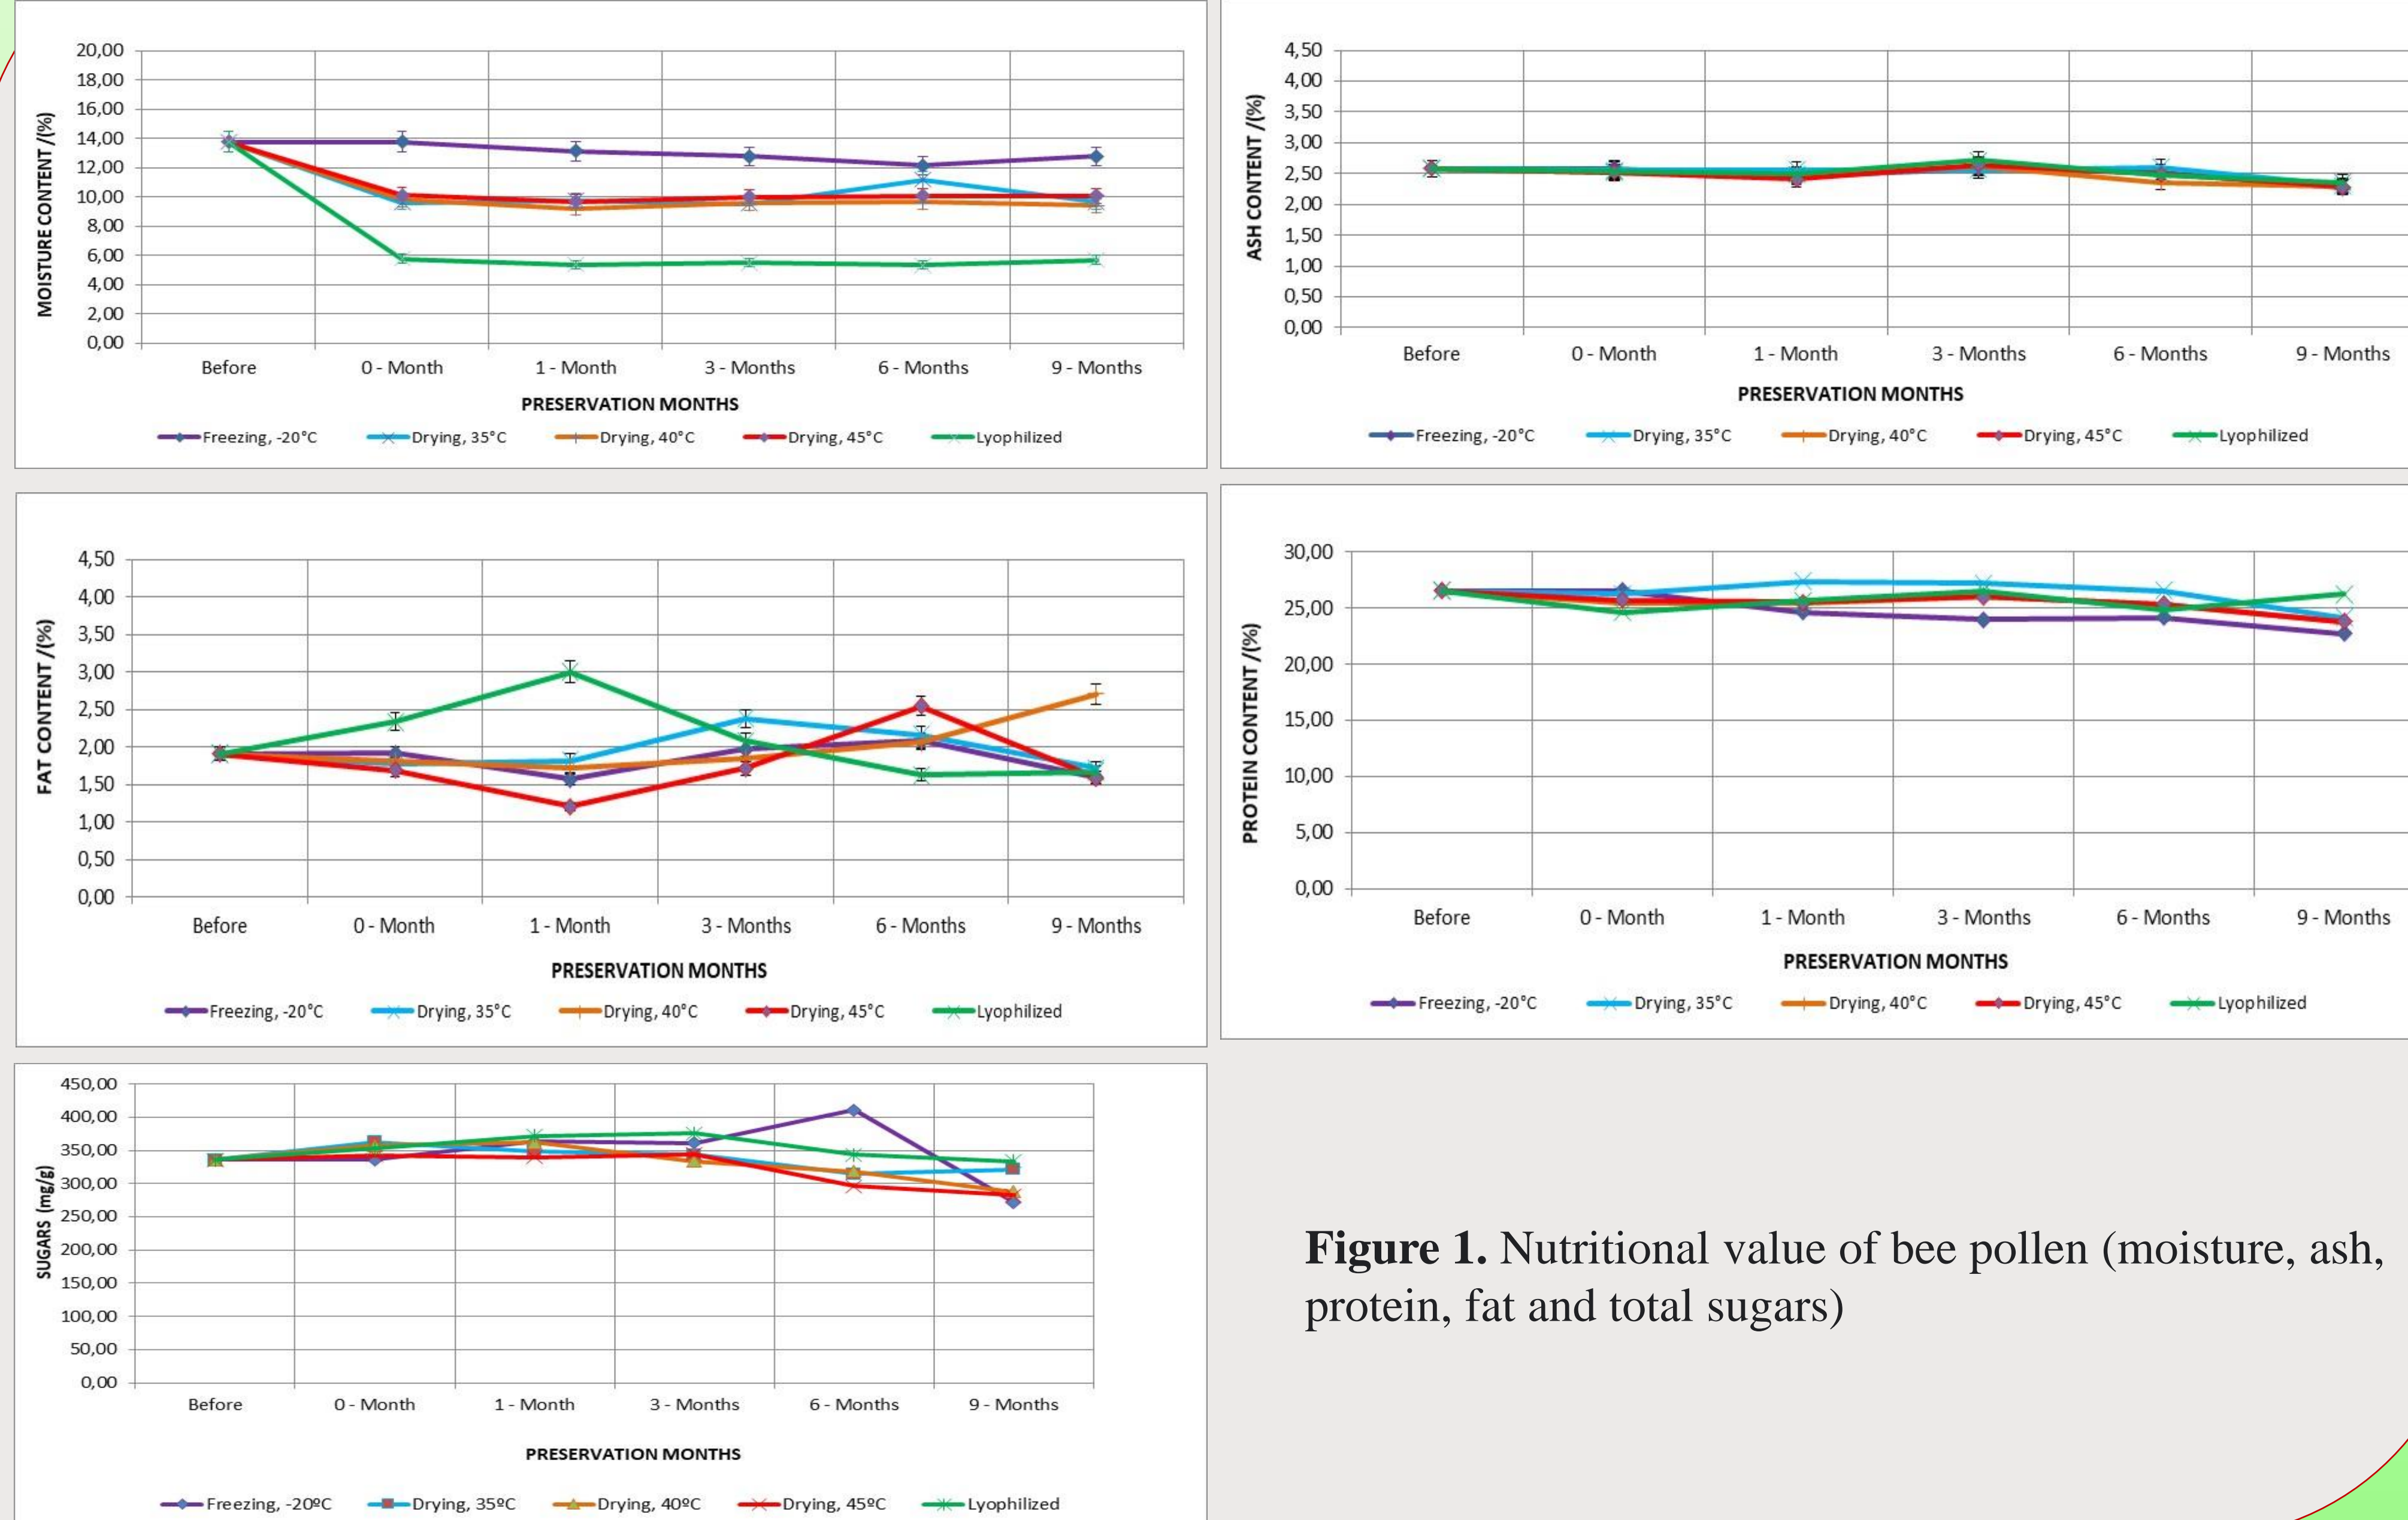 20,00
18,00
16,00
14,00
12,00
10,00
8,00
6,00
4,00
2,00
0,00
MOISTURE CONTENT /(%)
Before 0 - Month 1 - Month 3 - Months 6 - Months 9 - Months
PRESERVATION MONTHS
Freezing, -20°C Drying, 35°C Drying, 40°C Drying, 45°C Lyophilized
4,50
4,00
3,50
3,00
2,50
2,00
1,50
1,00
0,50
0,00
ASH CONTENT /(%)
Before 0 - Month 1 - Month 3 - Months 6 - Months 9 - Months
PRESERVATION MONTHS
Freezing, -20°C Drying, 35°C Drying, 40°C Drying, 45°C Lyophilized
4,50
4,00
3,50
3,00
2,50
2,00
1,50
1,00
0,50
0,00
FAT CONTENT /(%)
Before 0 - Month 1 - Month 3 - Months 6 - Months 9 - Months
PRESERVATION MONTHS
Freezing, -20°C Drying, 35°C Drying, 40°C Drying, 45°C Lyophilized
30,00
25,00
20,00
15,00
10,00
5,00
0,00
PROTEIN CONTENT /(%)
Before 0 - Month 1 - Month 3 - Months 6 - Months 9 - Months
PRESERVATION MONTHS
Freezing, -20°C Drying, 35°C Drying, 40°C Drying, 45°C Lyophilized
450,00
400,00
350,00
300,00
250,00
200,00
150,00
100,00
50,00
0,00
SUGARS (mg/g)
Before 0 - Month 1 - Month 3 - Months 6 - Months 9 - Months
PRESERVATION MONTHS
Freezing, -20ºC Drying, 35ºC Drying, 40ºC Drying, 45ºC Lyophilized
Figure 1. Nutritional value of bee pollen (moisture, ash,
protein, fat and total sugars)